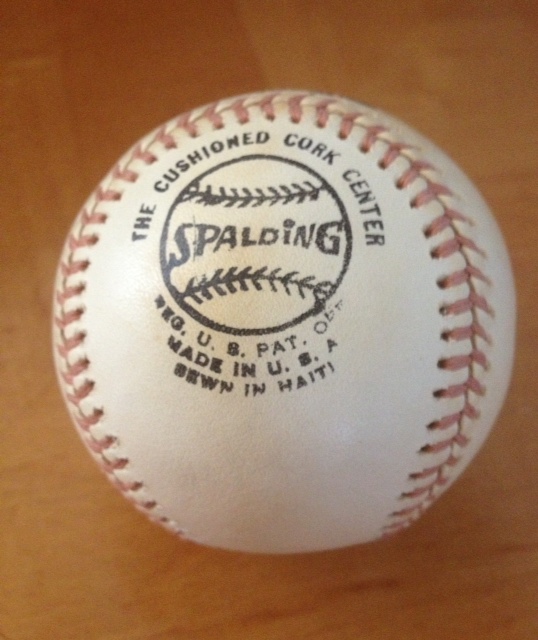 THE CUSHIONED CORK CENTER
SPALDING
REG. U. S. PAT. OFF
MADE IN U. S. A
SEWN IN HAITI